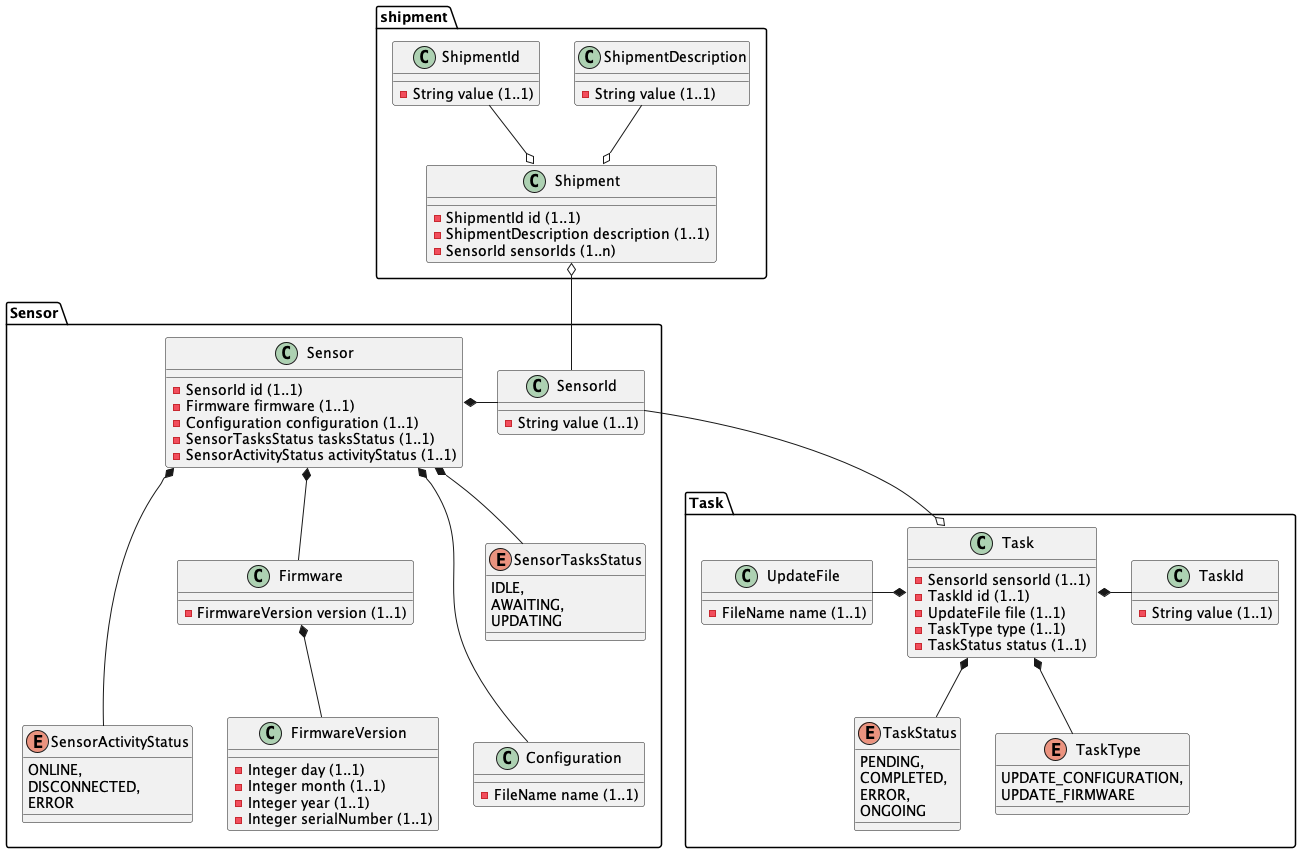 shipment
C ShipmentId
String value (1..1)
C ShipmentDescription
String value (1..1)
C Shipment
ShipmentId id (1..1)
ShipmentDescription description (1..1)
SensorId sensorIds (1..n)
Sensor
C Sensor
SensorId id (1..1)
Firmware firmware (1..1)
Configuration configuration (1..1)
SensorTasksStatus tasksStatus (1..1)
SensorActivityStatus activityStatus (1..1)
C SensorId
String value (1..1)
C Firmware
FirmwareVersion version (1..1)
E SensorTasksStatus
IDLE,
AWAITING,
UPDATING
E SensorActivityStatus
ONLINE,
DISCONNECTED,
ERROR
C FirmwareVersion
Integer day (1..1)
Integer month (1..1)
Integer year (1..1)
Integer serialNumber (1..1)
C Configuration
FileName name (1..1)
Task
C UpdateFile
FileName name (1..1)
C Task
SensorId sensorId (1..1)
TaskId id (1..1)
UpdateFile file (1..1)
TaskType type (1..1)
TaskStatus status (1..1)
C TaskId
String value (1..1)
E TaskStatus
PENDING,
COMPLETED,
ERROR,
ONGOING
E TaskType
UPDATE_CONFIGURATION,
UPDATE_FIRMWARE